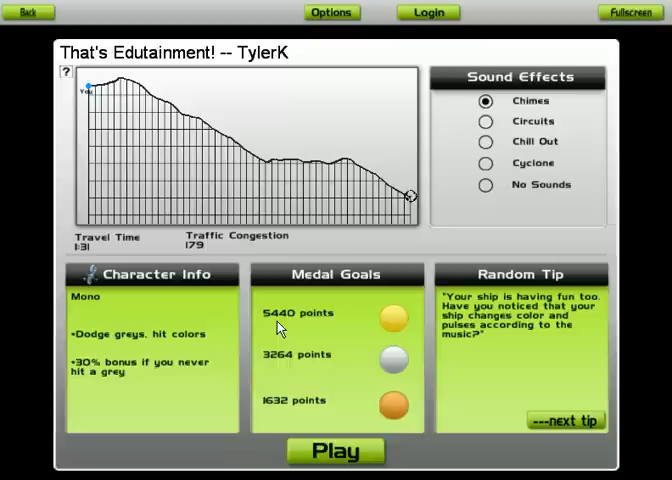 Back
Options
Login
Fullscreen
That's Edutainment! -- TylerK
?
You
Travel Time
1:31
Traffic Congestion
179
Sound Effects
Chimes
Circuits
Chill Out
Cyclone
No Sounds
Character Info
Mono
•Dodge greys, hit colors
•30% bonus if you never
hit a grey
Medal Goals
5440 points
3264 points
1632 points
Random Tip
"Your ship is having fun too.
Have you noticed that your
ship changes color and
pulses according to the
music?"
---next tip
Play